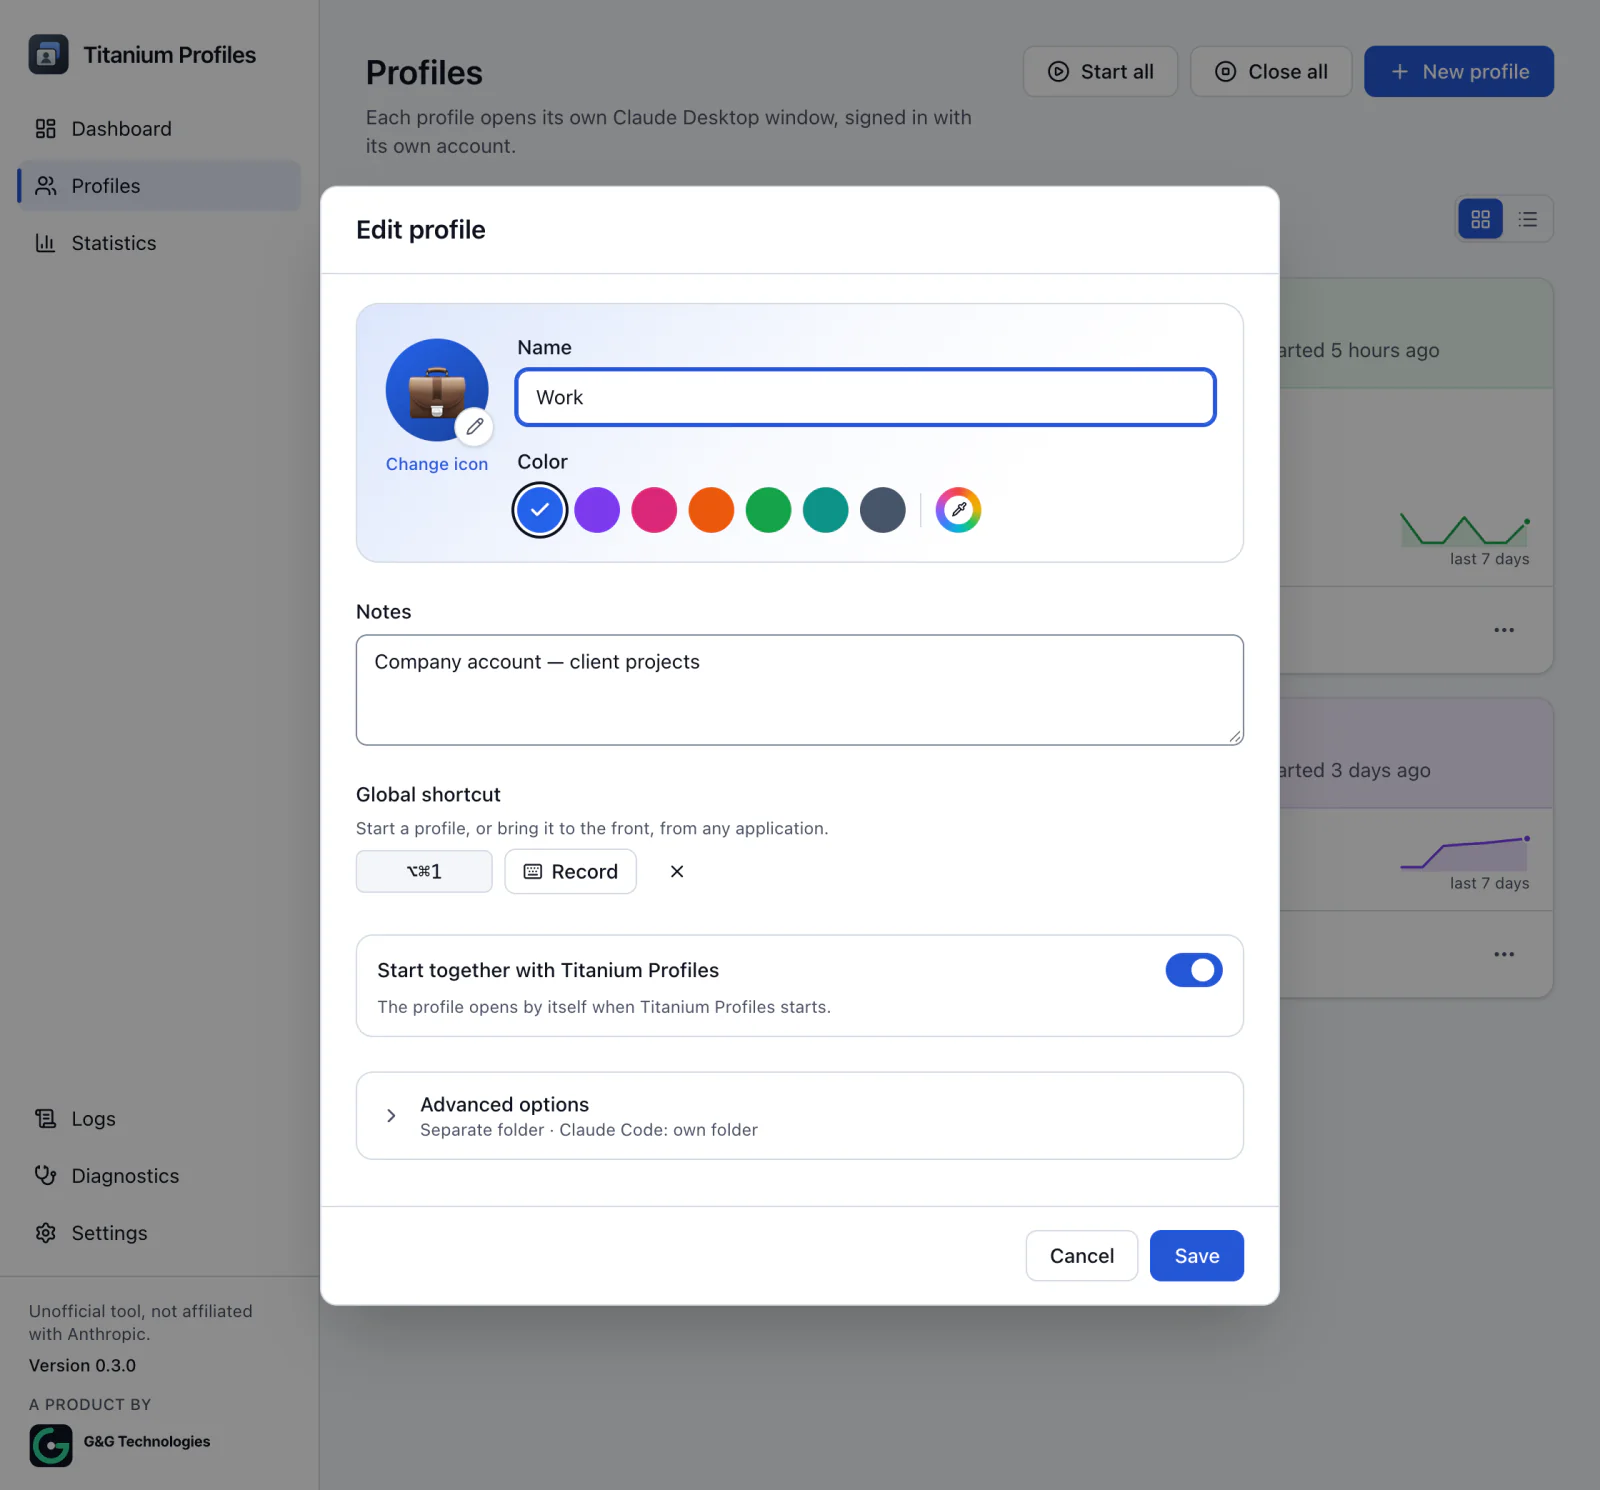 Titanium Profiles
Dashboard
Profiles
Statistics
Logs
Diagnostics
Settings
Unofficial tool, not affiliated
with Anthropic.
Version 0.3.0
A PRODUCT BY
G&G Technologies
Profiles
Each profile opens its own Claude Desktop window, signed in with
its own account.
Start all
Close all
New profile
arted 5 hours ago
last 7 days
arted 3 days ago
last 7 days
Edit profile
Change icon
Name
Work
Color
Notes
Company account — client projects
Global shortcut
Start a profile, or bring it to the front, from any application.
⌥⌘1
Record
Start together with Titanium Profiles
The profile opens by itself when Titanium Profiles starts.
Advanced options
Separate folder · Claude Code: own folder
Cancel
Save